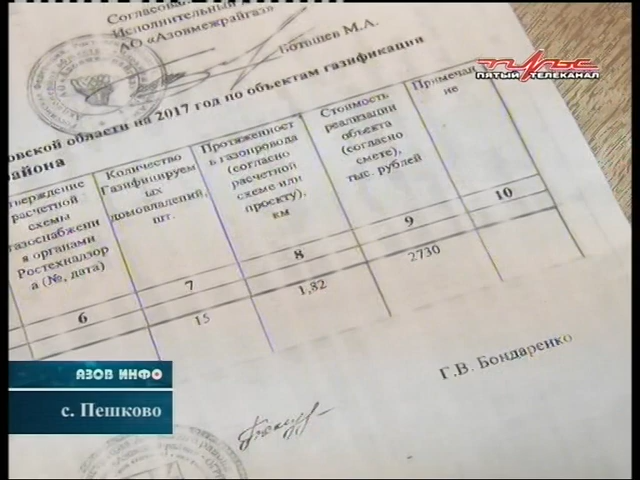 Исполнительный
АО «Азовмежрайгаз»
Ботышев М.А.
ПУЛЬС
ПЯТЫЙ ТЕЛЕКАНАЛ
овской области на 2017 год по объектам газификации
района
тверждение
расчетной
схемы
газоснабжени
я органами
Ростехнадзор
а (№, дата)
Количество
Газифицируем
ых
домовладений,
шт.
Протяженност
ь газопровода
(согласно
расчетной
схеме или
проекту),
км
Стоимость
реализации
объекта
(согласно
смете),
тыс. рублей
Примечан
ие
6
7
8
9
10
15
1,82
2730
Г.В. Бондаренко
АЗОВ ИНФО
с. Пешково